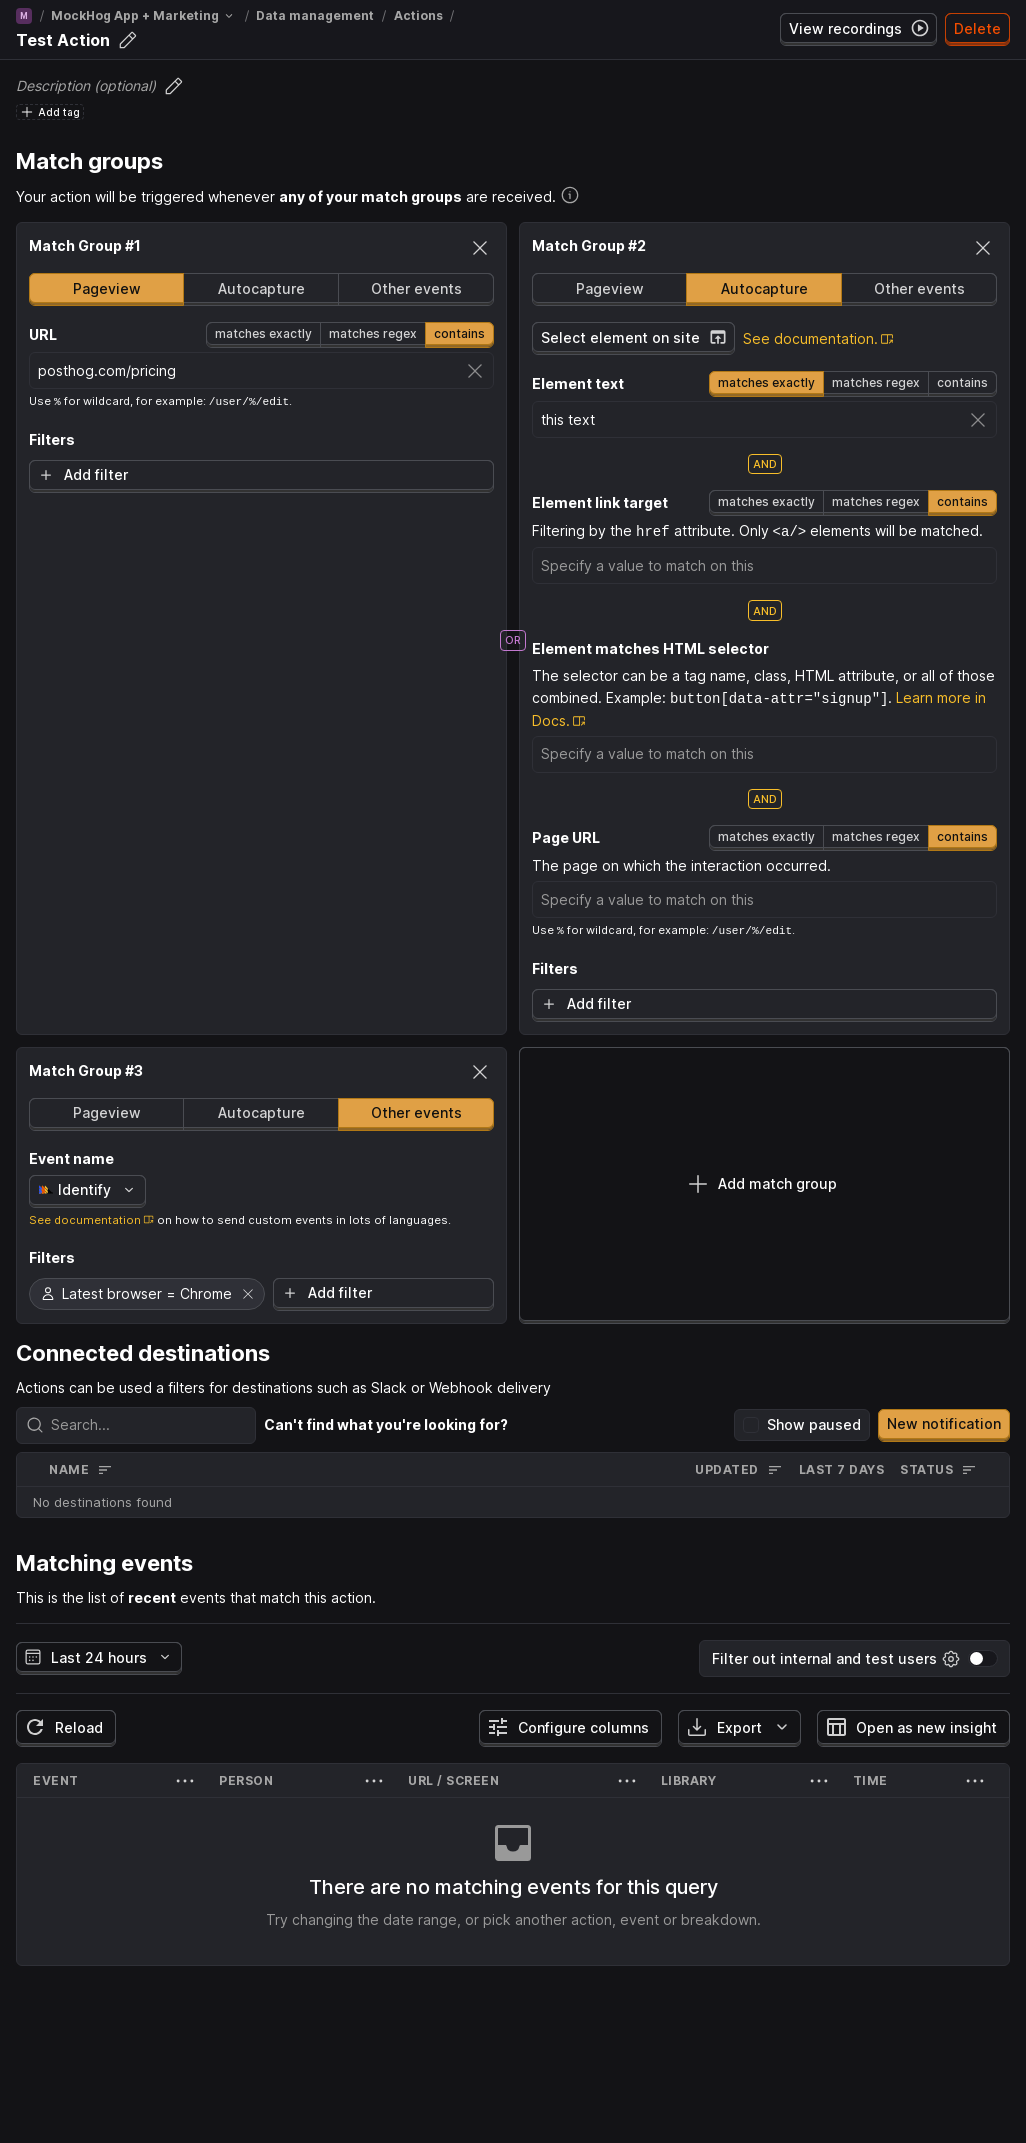 M / MockHog App + Marketing / Data management / Actions /
Test Action
View recordings
Delete
Description (optional)
Add tag
Match groups
Your action will be triggered whenever any of your match groups are received.
Match Group #1
Pageview Autocapture Other events
URL matches exactly matches regex contains
posthog.com/pricing
Use % for wildcard, for example: /user/%/edit.
Filters
Add filter
OR
Match Group #2
Pageview Autocapture Other events
Select element on site See documentation.
Element text matches exactly matches regex contains
this text
AND
Element link target matches exactly matches regex contains
Filtering by the href attribute. Only <a/> elements will be matched.
Specify a value to match on this
AND
Element matches HTML selector
The selector can be a tag name, class, HTML attribute, or all of those
combined. Example: button[data-attr="signup"]. Learn more in
Docs.
Specify a value to match on this
AND
Page URL matches exactly matches regex contains
The page on which the interaction occurred.
Specify a value to match on this
Use % for wildcard, for example: /user/%/edit.
Filters
Add filter
Match Group #3
Pageview Autocapture Other events
Event name
Identify
See documentation on how to send custom events in lots of languages.
Filters
Latest browser = Chrome Add filter
Add match group
Connected destinations
Actions can be used a filters for destinations such as Slack or Webhook delivery
Search... Can't find what you're looking for? Show paused New notification
NAME UPDATED LAST 7 DAYS STATUS
No destinations found
Matching events
This is the list of recent events that match this action.
Last 24 hours Filter out internal and test users
Reload Configure columns Export Open as new insight
EVENT PERSON URL / SCREEN LIBRARY TIME
There are no matching events for this query
Try changing the date range, or pick another action, event or breakdown.